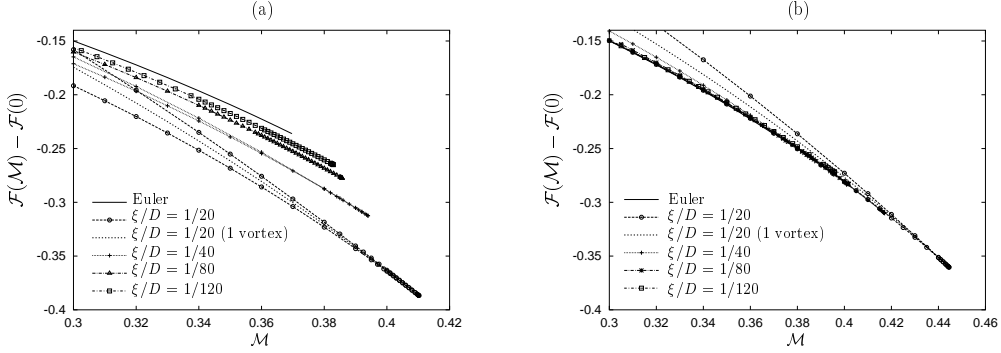 (a)
-0.15
-0.2
-0.25
-0.3
-0.35
-0.4
F(M) − F(0)
Euler
ξ/D = 1/20
ξ/D = 1/20 (1 vortex)
ξ/D = 1/40
ξ/D = 1/80
ξ/D = 1/120
0.3 0.32 0.34 0.36 0.38 0.4 0.42
M
(b)
-0.15
-0.2
-0.25
-0.3
-0.35
-0.4
F(M) − F(0)
Euler
ξ/D = 1/20
ξ/D = 1/20 (1 vortex)
ξ/D = 1/40
ξ/D = 1/80
ξ/D = 1/120
0.3 0.32 0.34 0.36 0.38 0.4 0.42 0.44 0.46
M